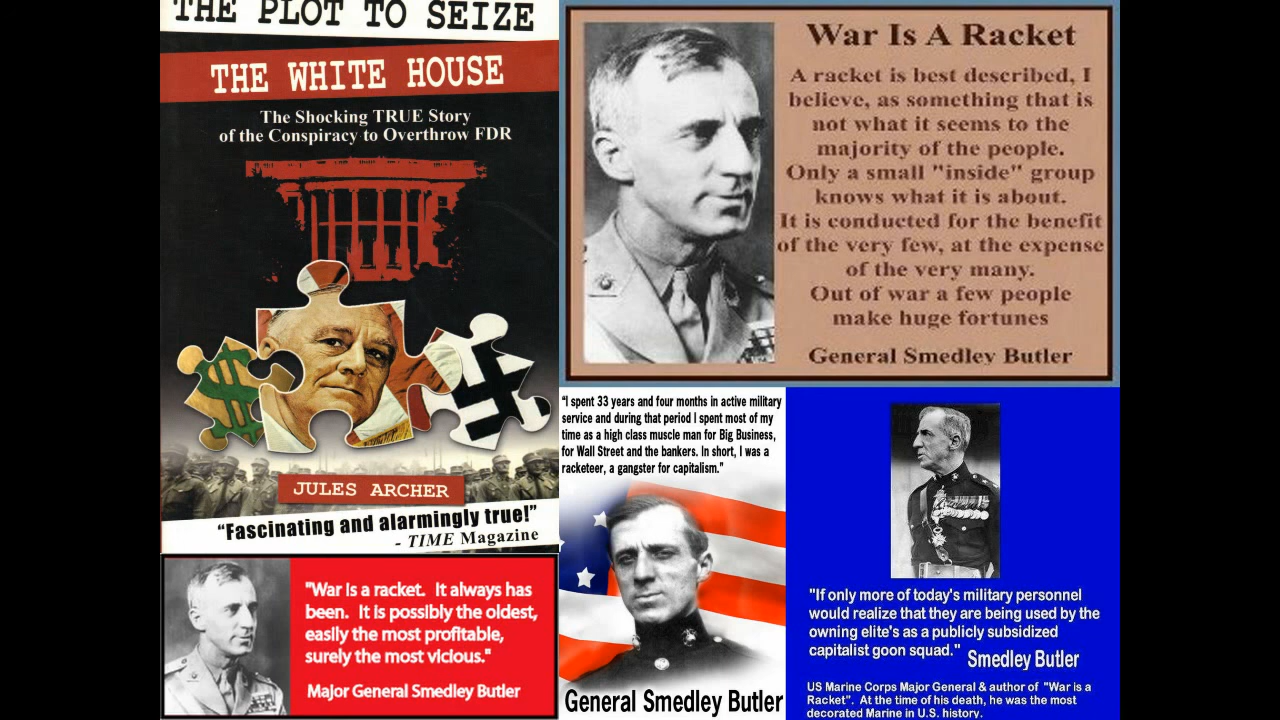 THE PLOT TO SEIZE
THE WHITE HOUSE
The Shocking TRUE Story
of the Conspiracy to Overthrow FDR
$
JULES ARCHER
“Fascinating and alarmingly true!”
- TIME Magazine
War Is A Racket
A racket is best described, I
believe, as something that is
not what it seems to the
majority of the people.
Only a small "inside" group
knows what it is about.
It is conducted for the benefit
of the very few, at the expense
of the very many.
Out of war a few people
make huge fortunes
General Smedley Butler
"War is a racket. It always has
been. It is possibly the oldest,
easily the most profitable,
surely the most vicious."
Major General Smedley Butler
“I spent 33 years and four months in active military
service and during that period I spent most of my
time as a high class muscle man for Big Business,
for Wall Street and the bankers. In short, I was a
racketeer, a gangster for capitalism.”
General Smedley Butler
"If only more of today's military personnel
would realize that they are being used by the
owning elite's as a publicly subsidized
capitalist goon squad."
Smedley Butler
US Marine Corps Major General & author of "War is a
Racket". At the time of his death, he was the most
decorated Marine in U.S. history.